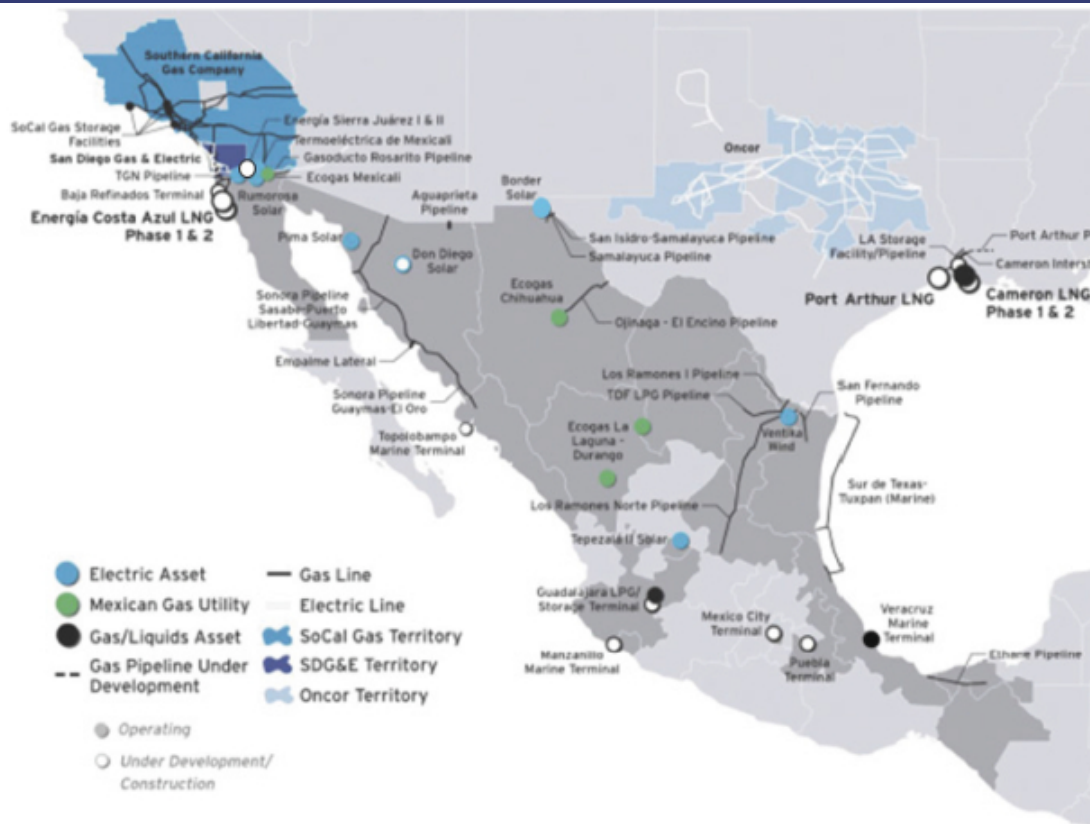 Southern California
Gas Company
SoCal Gas Storage
Facilities
Energía Sierra Juárez I & II
Termoeléctrica de Mexicali
San Diego Gas & Electric
Gasoducto Rosarito Pipeline
TGN Pipeline
Ecogas Mexicali
Baja Refinados Terminal
Rumorosa
Solar
Energía Costa Azul LNG
Phase 1 & 2
Pima Solar
Aguaprieta
Pipeline
Don Diego
Solar
Border
Solar
San Isidro-Samalayuca Pipeline
Samalayuca Pipeline
Oncor
LA Storage
Facility/Pipeline
Port Arthur P
Cameron Inters
Port Arthur LNG
Cameron LNG
Phase 1 & 2
Sonora Pipeline
Sasabe-Puerto
Libertad-Guaymas
Ecogas
Chihuahua
Ojinaga - El Encino Pipeline
Empalme Lateral
Sonora Pipeline
Guaymas-El Oro
Topolobampo
Marine Terminal
Los Ramones I Pipeline
TDF LPG Pipeline
San Fernando
Pipeline
Ventika
Wind
Ecogas La
Laguna -
Durango
Sur de Texas-
Tuxpan (Marine)
Los Ramones Norte Pipeline
Tepezalá II Solar
Guadalajara LPG/
Storage Terminal
Manzanillo
Marine Terminal
Mexico City
Terminal
Puebla
Terminal
Veracruz
Marine
Terminal
Ethane Pipeline
Electric Asset
Mexican Gas Utility
Gas/Liquids Asset
Gas Pipeline Under
Development
Gas Line
Electric Line
SoCal Gas Territory
SDG&E Territory
Oncor Territory
Operating
Under Development/
Construction